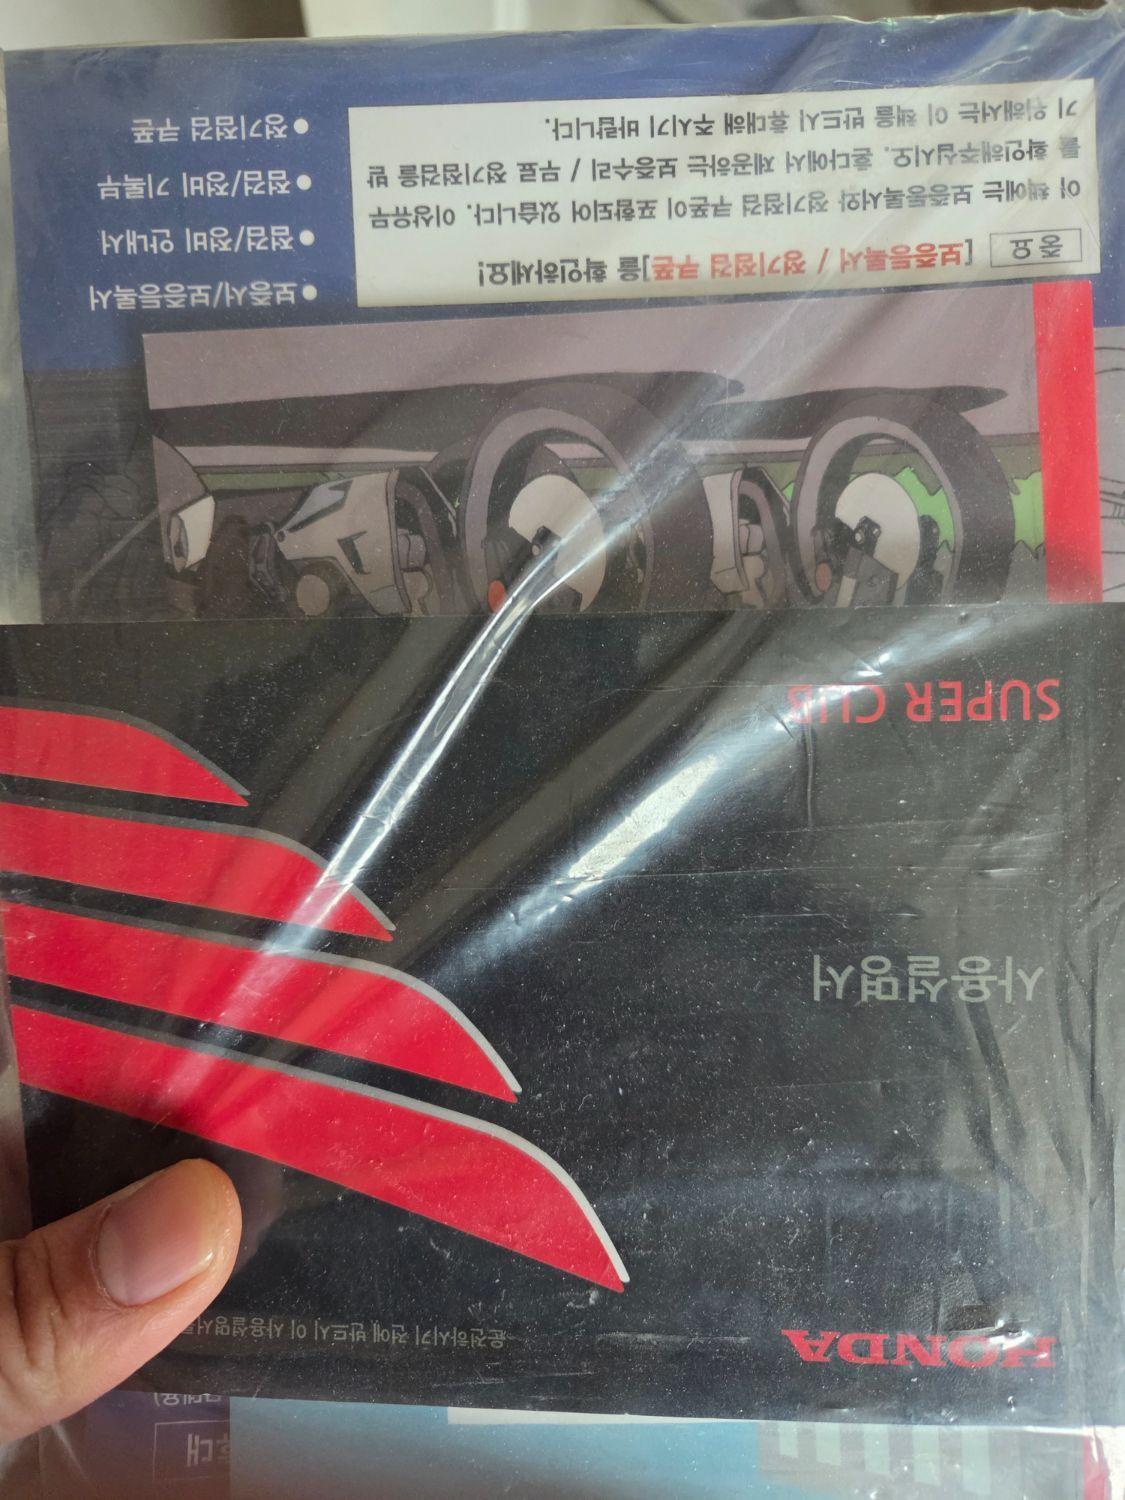 HONDA
운전하시기 전에 반드시 이 사용설명서를
사용설명서
SUPER CUB
중요
[보증등록서 / 정기점검 쿠폰]을 확인하세요!
이 책에는 보증등록서와 정기점검 쿠폰이 포함되어 있습니다. 이상유무
를 확인해주십시오. 혼다에서 제공하는 보증수리 / 무료 정기점검을 받
기 위해서는 이 책을 반드시 휴대해 주시기 바랍니다.
● 보증서/보증등록서
● 점검/정비 안내서
● 점검/정비 기록부
● 정기점검 쿠폰